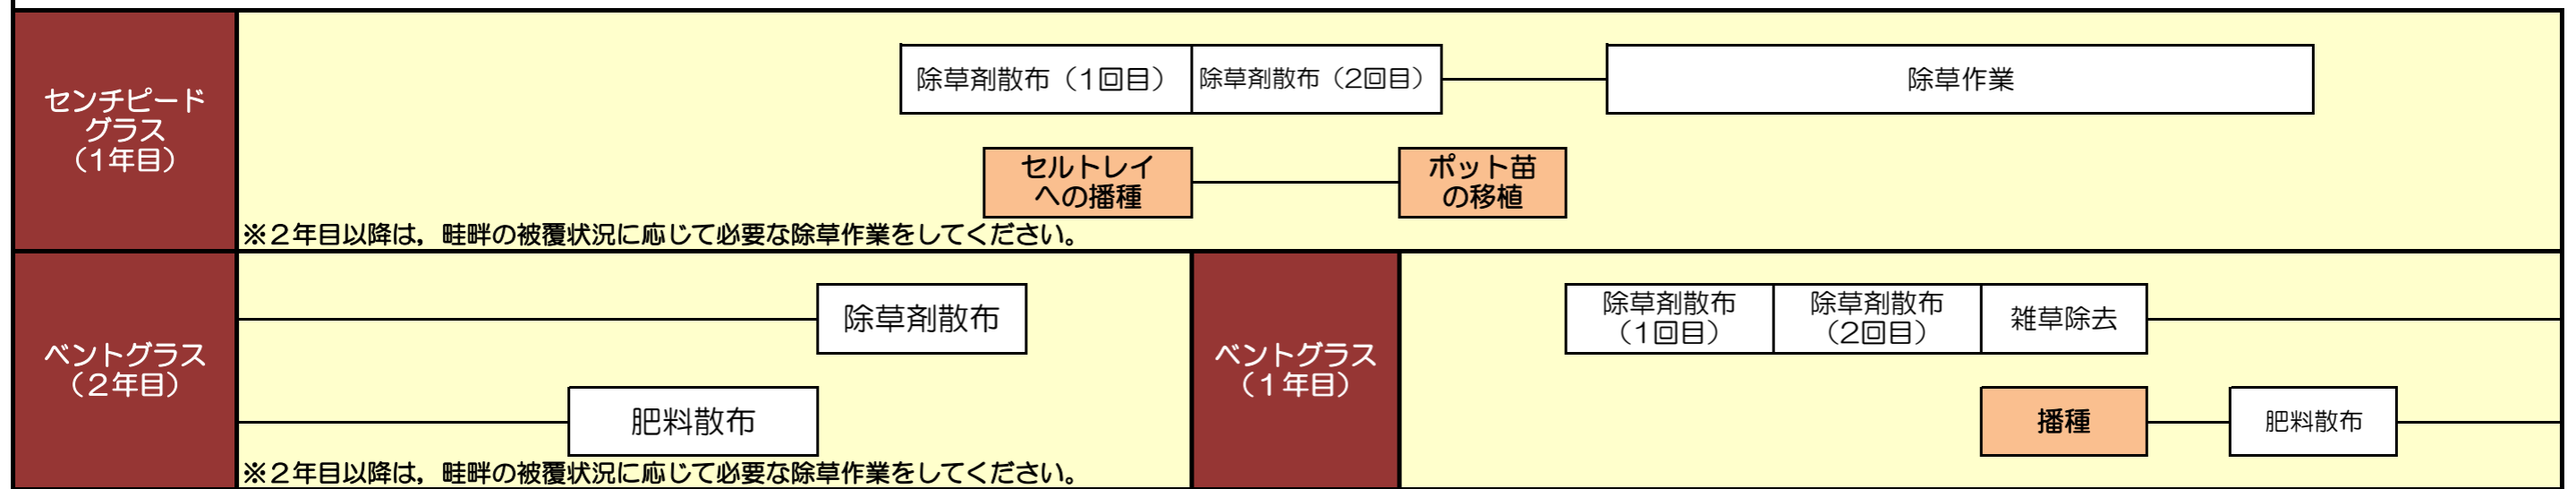 センチピード
グラス
（1年目）
除草剤散布（1回目）
除草剤散布（2回目）
除草作業
セルトレイ
への播種
ポット苗
の移植
※２年目以降は，畦畔の被覆状況に応じて必要な除草作業をしてください。
ベントグラス
（２年目）
除草剤散布
肥料散布
※２年目以降は，畦畔の被覆状況に応じて必要な除草作業をしてください。
ベントグラス
（１年目）
除草剤散布
（1回目）
除草剤散布
（2回目）
雑草除去
播種
肥料散布